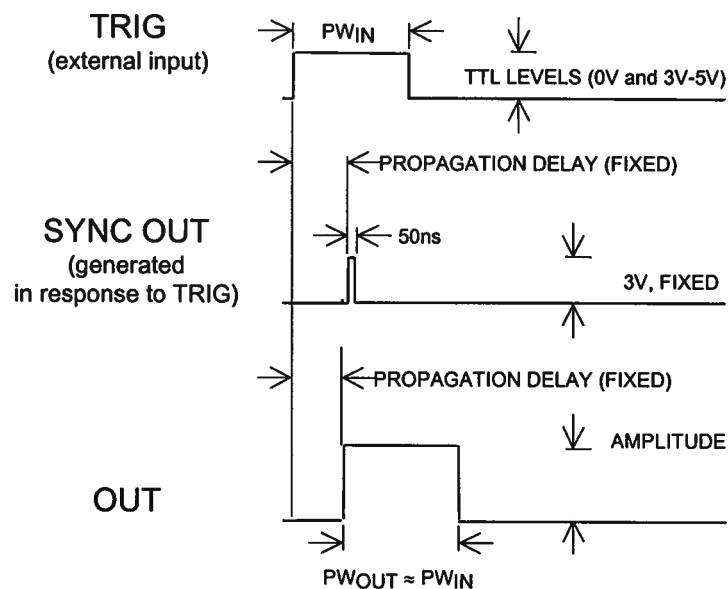 TRIG
(external input)
PWIN
TTL LEVELS (0V and 3V-5V)
PROPAGATION DELAY (FIXED)
SYNC OUT
(generated
in response to TRIG)
50ns
3V, FIXED
PROPAGATION DELAY (FIXED)
AMPLITUDE
OUT
PWOUT ≈ PWIN